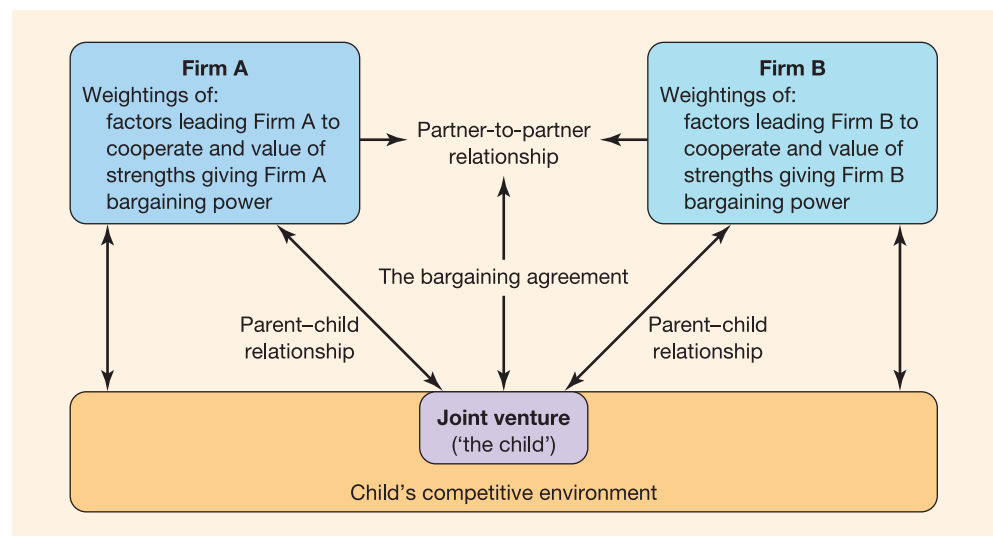 Firm A
Weightings of:
factors leading Firm A to
cooperate and value of
strengths giving Firm A
bargaining power
Partner-to-partner
relationship
Firm B
Weightings of:
factors leading Firm B to
cooperate and value of
strengths giving Firm B
bargaining power
The bargaining agreement
Parent–child
relationship
Parent–child
relationship
Joint venture
(‘the child’)
Child’s competitive environment